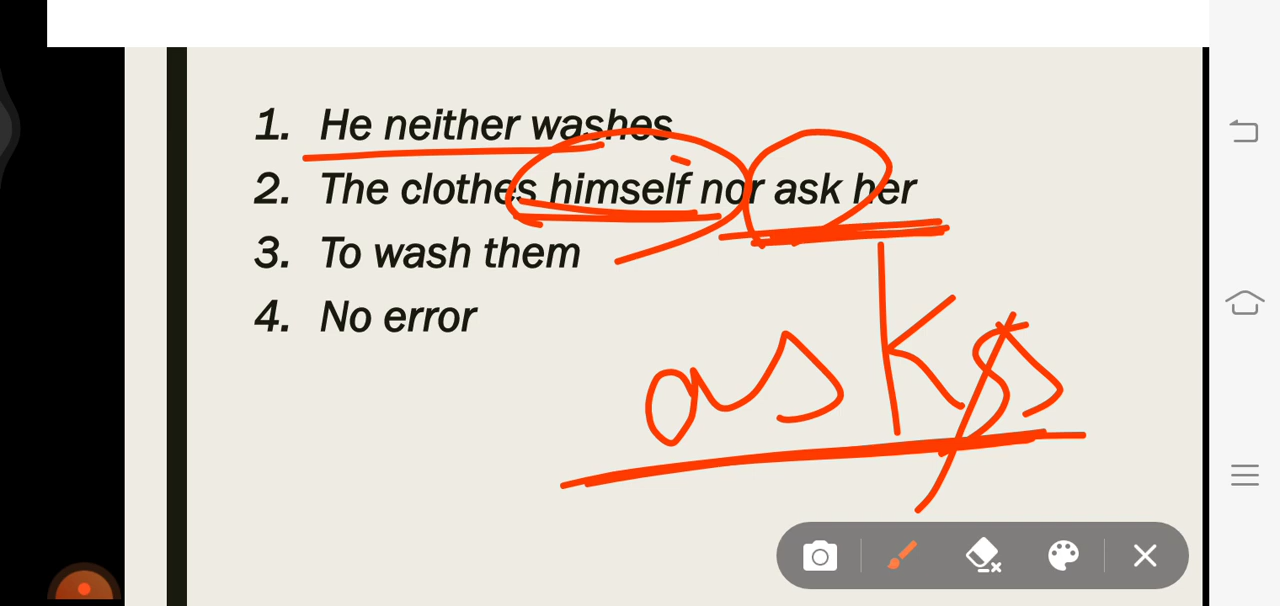 1. He neither washes
2. The clothes himself nor ask her
3. To wash them
4. No error
asks